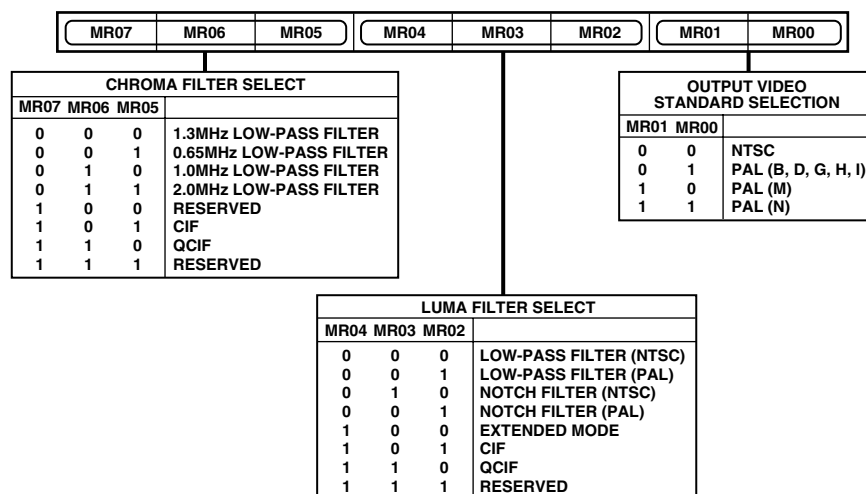 MR07 MR06 MR05 MR04 MR03 MR02 MR01 MR00
CHROMA FILTER SELECT
MR07 MR06 MR05
0 0 0 1.3MHz LOW-PASS FILTER
0 0 1 0.65MHz LOW-PASS FILTER
0 1 0 1.0MHz LOW-PASS FILTER
0 1 1 2.0MHz LOW-PASS FILTER
1 0 0 RESERVED
1 0 1 CIF
1 1 0 QCIF
1 1 1 RESERVED
OUTPUT VIDEO
STANDARD SELECTION
MR01 MR00
0 0 NTSC
0 1 PAL (B, D, G, H, I)
1 0 PAL (M)
1 1 PAL (N)
LUMA FILTER SELECT
MR04 MR03 MR02
0 0 0 LOW-PASS FILTER (NTSC)
0 0 1 LOW-PASS FILTER (PAL)
0 1 0 NOTCH FILTER (NTSC)
0 0 1 NOTCH FILTER (PAL)
1 0 0 EXTENDED MODE
1 0 1 CIF
1 1 0 QCIF
1 1 1 RESERVED